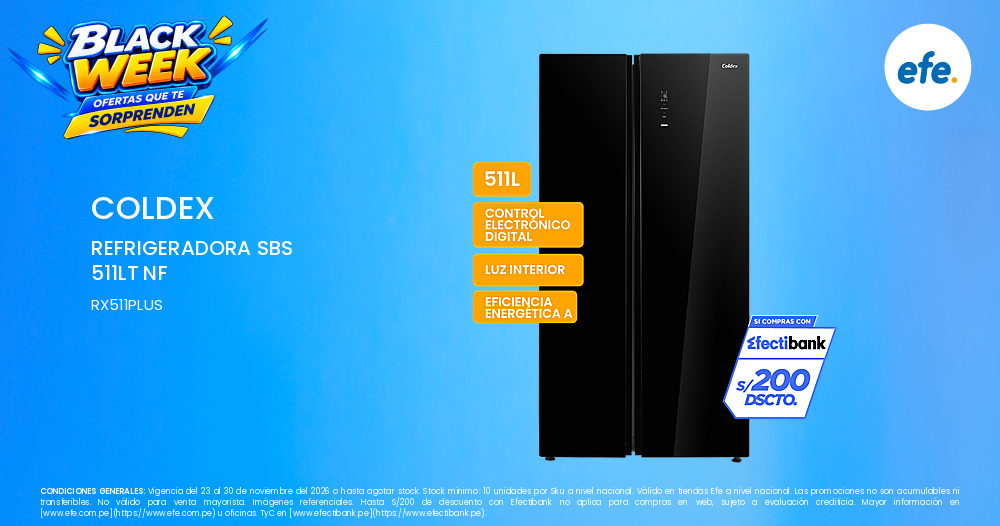 BLACK
WEEK
OFERTAS QUE TE
SORPRENDEN
efe.
Coldex
COLDEX
REFRIGERADORA SBS
511LT NF
RX511PLUS
511L
CONTROL
ELECTRÓNICO
DIGITAL
LUZ INTERIOR
EFICIENCIA
ENERGÉTICA A
SI COMPRAS CON
Efectibank
S/200
DSCTO.
CONDICIONES GENERALES: Vigencia del 23 al 30 de noviembre del 2026 o hasta agotar stock. Stock minimo: 10 unidades por Sku a nivel nacional. Válido en tiendas Efe a nivel nacional. Las promociones no son acumulables ni
transferibles. No válido para venta mayorista. Imágenes referenciales. Hasta S/200 de descuento con Efectibank no aplica para compras en web, sujeto a evaluación crediticia. Mayor información en
[www.efe.com.pe](https://www.efe.com.pe) u oficinas. TyC en [www.efectibank.pe](https://www.efectibank.pe).